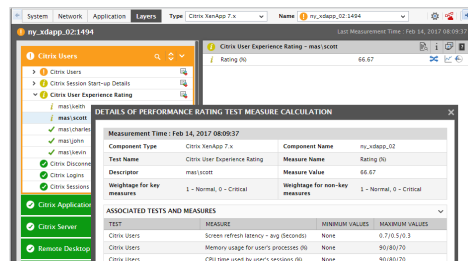 System Network Application Layers Type Citrix XenApp 7.x Name ny_xdapp_02:1494
ny_xdapp_02:1494 Last Measurement Time : Feb 14, 2017 08:09:37
Citrix Users
Citrix User Experience Rating - mas\scott
Rating (%) 66.67
Citrix Users
Citrix Session Start-up Details
Citrix User Experience Rating
mas\keith
mas\scott
mas\charles
mas\john
mas\kevin
Citrix Disconne
Citrix Logins
Citrix Sessions
Citrix Application
Citrix Server
Remote Desktop
DETAILS OF PERFORMANCE RATING TEST MEASURE CALCULATION
Measurement Time : Feb 14, 2017 08:09:37
Component Type Citrix XenApp 7.x Component Name ny_xdapp_02
Test Name Citrix User Experience Rating Measure Name Rating (%)
Descriptor mas\scott Measure Value 66.67
Weightage for key measures 1 - Normal, 0 - Critical Weightage for non-key measures 1 - Normal, 0 - Critical
ASSOCIATED TESTS AND MEASURES
TEST MEASURE MINIMUM VALUES MAXIMUM VALUES
Citrix Users Screen refresh latency - avg (Seconds) None 0.7/0.5/0.3
Citrix Users Memory usage for user's processes (%) None 90/80/70
Citrix Users CPU time used by user's sessions (%) None 90/80/70